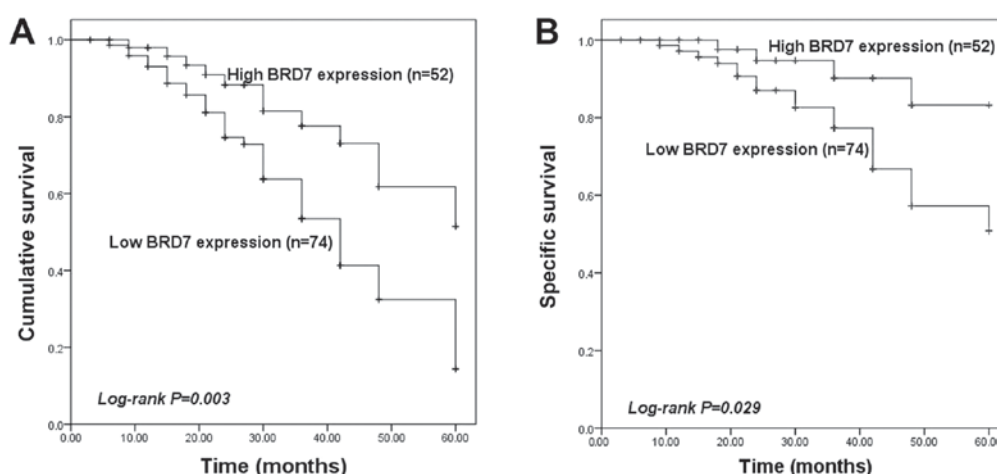 A
Cumulative survival
1.0
0.8
0.6
0.4
0.2
0.0
High BRD7 expression (n=52)
Low BRD7 expression (n=74)
Log-rank P=0.003
0.00 10.00 20.00 30.00 40.00 50.00 60.00
Time (months)
B
Specific survival
1.0
0.8
0.6
0.4
0.2
0.0
High BRD7 expression (n=52)
Low BRD7 expression (n=74)
Log-rank P=0.029
0.00 10.00 20.00 30.00 40.00 50.00 60.00
Time (months)